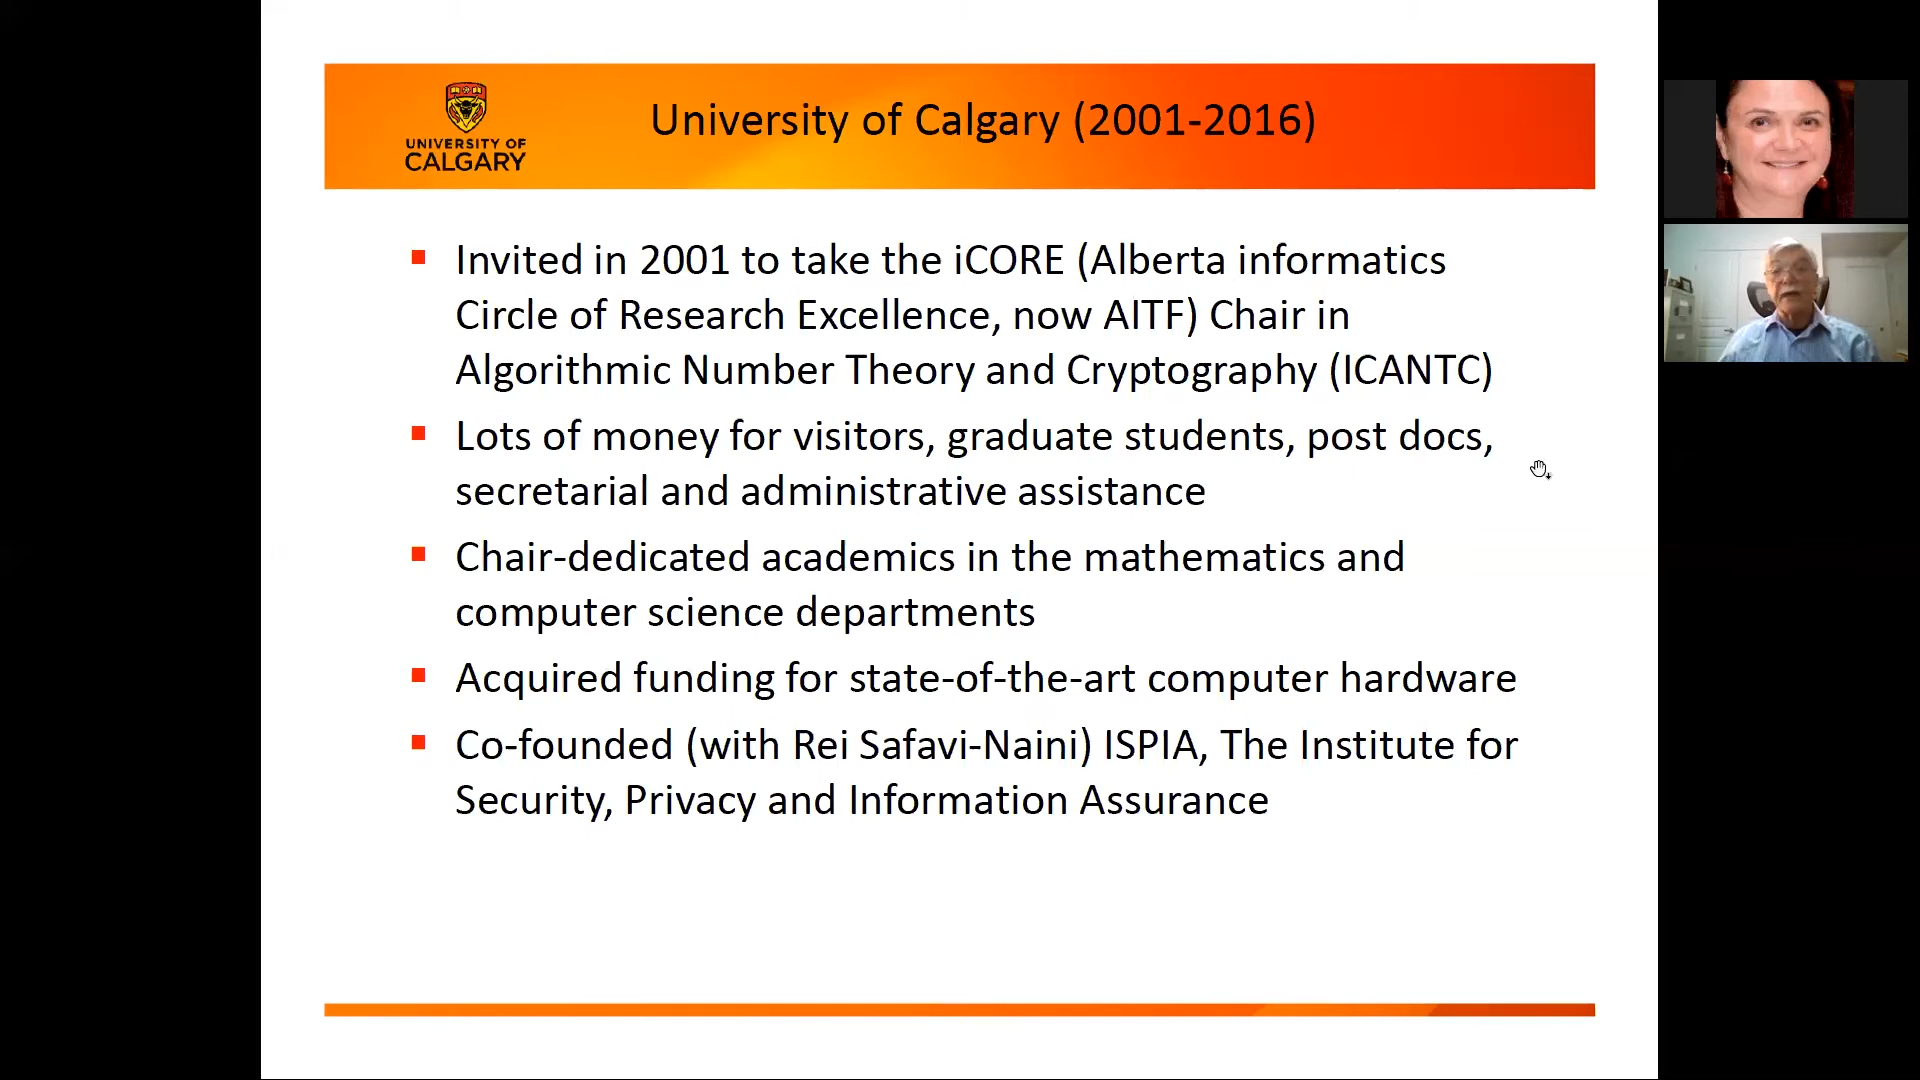 UNIVERSITY OF
CALGARY
University of Calgary (2001-2016)
Invited in 2001 to take the iCORE (Alberta informatics
Circle of Research Excellence, now AITF) Chair in
Algorithmic Number Theory and Cryptography (ICANTC)
Lots of money for visitors, graduate students, post docs,
secretarial and administrative assistance
Chair-dedicated academics in the mathematics and
computer science departments
Acquired funding for state-of-the-art computer hardware
Co-founded (with Rei Safavi-Naini) ISPIA, The Institute for
Security, Privacy and Information Assurance